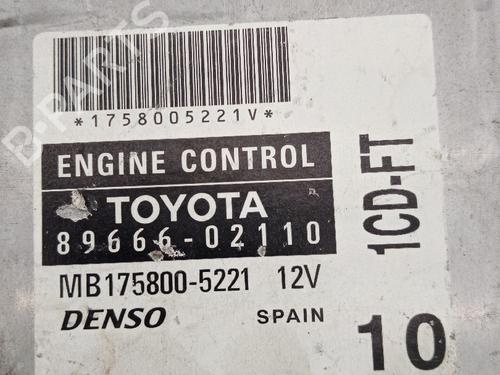 B-PARTS
*1758005221V*
ENGINE CONTROL
TOYOTA
89666-02110
MB175800-5221 12V
DENSO SPAIN
1CD-FT
10